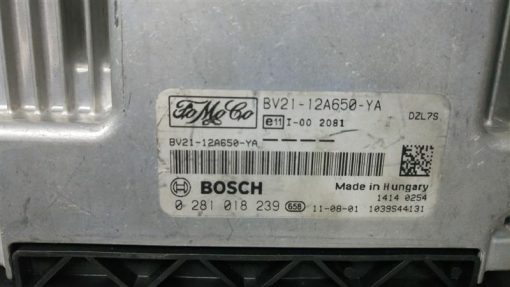 FoMoCo BV21-12A650-YA
e11 I-00 2081 DZL7S
BV21-12A650-YA
BOSCH Made in Hungary
1414 0254
0 281 018 239 658 11-08-01 1039S44131